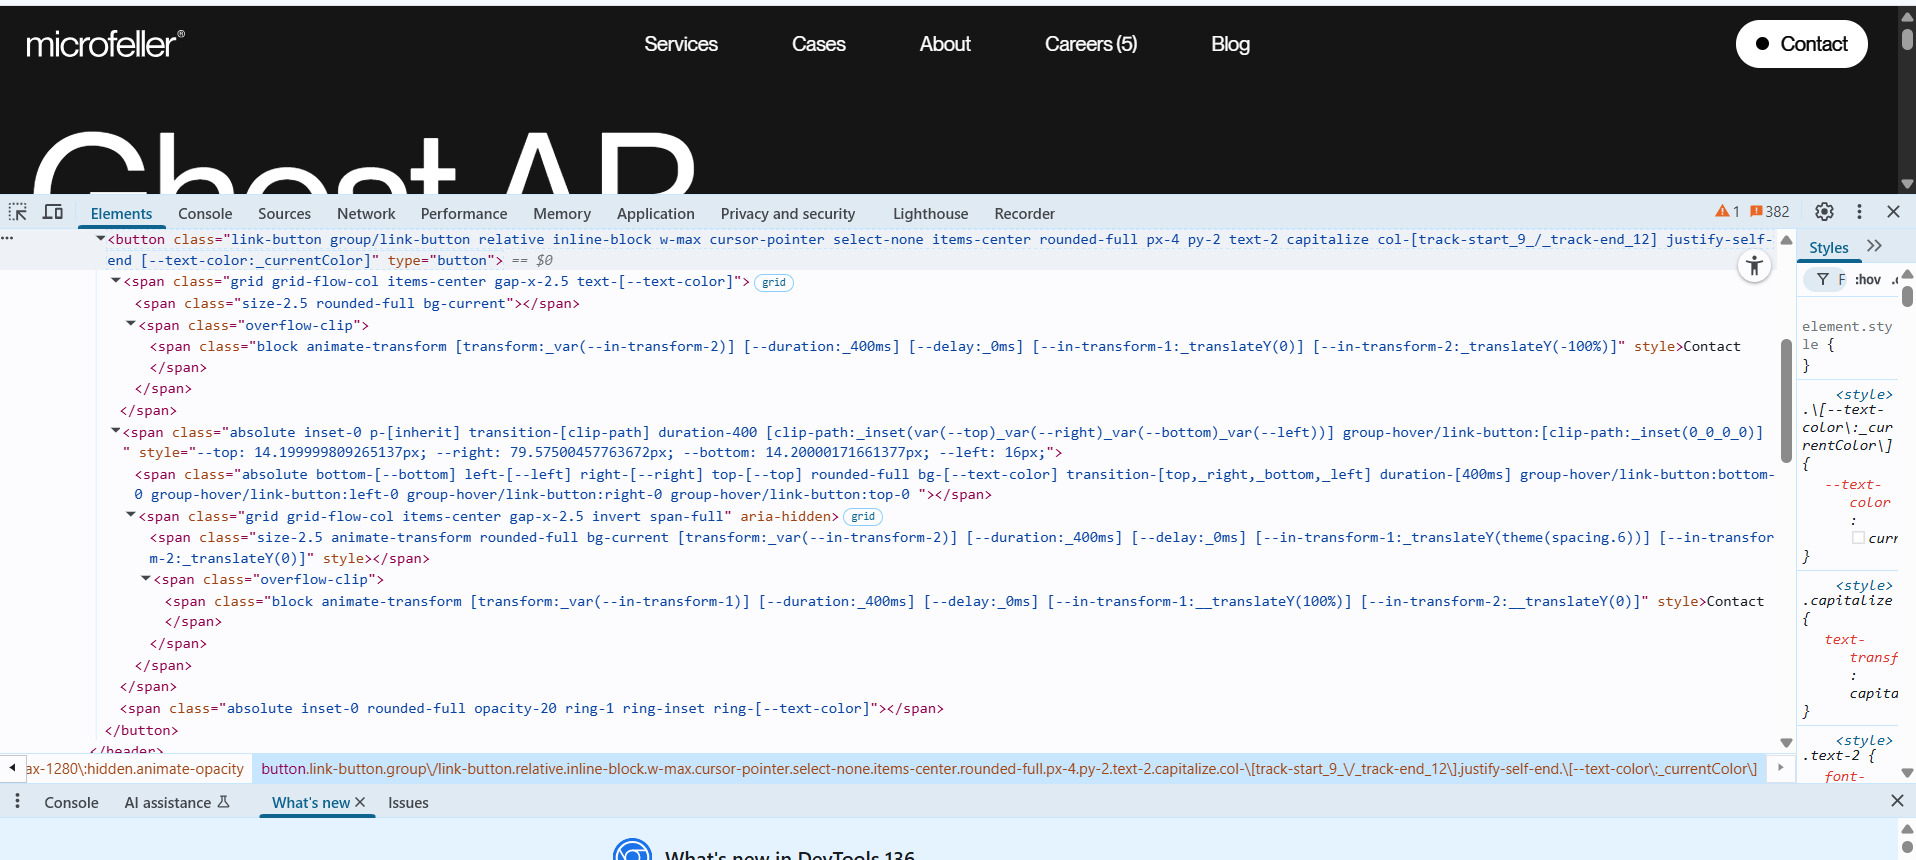 microfeller®
Services Cases About Careers (5) Blog Contact
Ghost AP
Elements Console Sources Network Performance Memory Application Privacy and security Lighthouse Recorder 1 382
<button class="link-button group/link-button relative inline-block w-max cursor-pointer select-none items-center rounded-full px-4 py-2 text-2 capitalize col-[track-start_9_/_track-end_12] justify-self-
end [--text-color:_currentColor]" type="button"> == $0
<span class="grid grid-flow-col items-center gap-x-2.5 text-[--text-color]"> grid
<span class="size-2.5 rounded-full bg-current"></span>
<span class="overflow-clip">
<span class="block animate-transform [transform:_var(--in-transform-2)] [--duration:_400ms] [--delay:_0ms] [--in-transform-1:_translateY(0)] [--in-transform-2:_translateY(-100%)]" style>Contact
</span>
</span>
</span>
<span class="absolute inset-0 p-[inherit] transition-[clip-path] duration-400 [clip-path:_inset(var(--top)_var(--right)_var(--bottom)_var(--left))] group-hover/link-button:[clip-path:_inset(0_0_0_0)]
" style="--top: 14.199999809265137px; --right: 79.57500457763672px; --bottom: 14.20000171661377px; --left: 16px;">
<span class="absolute bottom-[--bottom] left-[--left] right-[--right] top-[--top] rounded-full bg-[--text-color] transition-[top,_right,_bottom,_left] duration-[400ms] group-hover/link-button:bottom-
0 group-hover/link-button:left-0 group-hover/link-button:right-0 group-hover/link-button:top-0 "></span>
<span class="grid grid-flow-col items-center gap-x-2.5 invert span-full" aria-hidden> grid
<span class="size-2.5 animate-transform rounded-full bg-current [transform:_var(--in-transform-2)] [--duration:_400ms] [--delay:_0ms] [--in-transform-1:_translateY(theme(spacing.6))] [--in-transfor
m-2:_translateY(0)]" style></span>
<span class="overflow-clip">
<span class="block animate-transform [transform:_var(--in-transform-1)] [--duration:_400ms] [--delay:_0ms] [--in-transform-1:__translateY(100%)] [--in-transform-2:__translateY(0)]" style>Contact
</span>
</span>
</span>
</span>
<span class="absolute inset-0 rounded-full opacity-20 ring-1 ring-inset ring-[--text-color]"></span>
</button>
</header>
ax-1280\:hidden.animate-opacity button.link-button.group\/link-button.relative.inline-block.w-max.cursor-pointer.select-none.items-center.rounded-full.px-4.py-2.text-2.capitalize.col-\[track-start_9_\/_track-end_12\].justify-self-end.\[--text-color\:_currentColor\]
Styles
F :hov .c
element.sty
le {
}
<style>
.\[--text-
color\:_cur
rentColor\]
{
--text-
color
:
curr
}
<style>
.capitalize
{
text-
transf
:
capita
}
<style>
.text-2 {
font-
Console AI assistance What's new Issues
What's new in DevTools 136